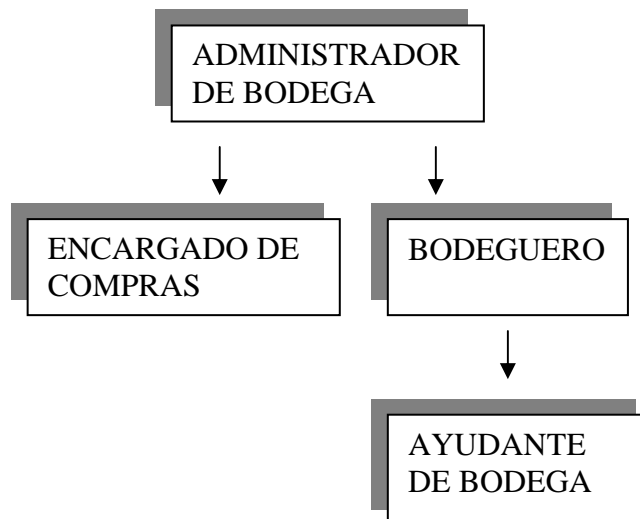 ADMINISTRADOR
DE BODEGA
ENCARGADO DE
COMPRAS
BODEGUERO
AYUDANTE
DE BODEGA